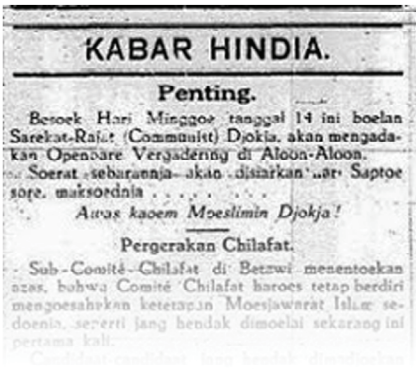 KABAR HINDIA.
Penting.
Besoek Hari Minggoe tanggal 14 ini boelan
Sarekat-Rajat (Communist) Djokja, akan mengada-
kan Openbare Vergadering di Aloon-Aloon.
Soerat sebarannja akan disiarkan hari Saptoe
sore, maksoednia . . . . . . .
Awas kaoem Moeslimin Djokja!
Pergerakan Chilafat.
Sub-Comité-Chilafat di Betawi menentoekan
azas, bahwa Comité Chilafat haroes tetap berdiri
mengoesahakan ketetapan Moesjawarat Islam se-
doenia, seperti jang hendak dimoelai sekarang ini
pertama kali.